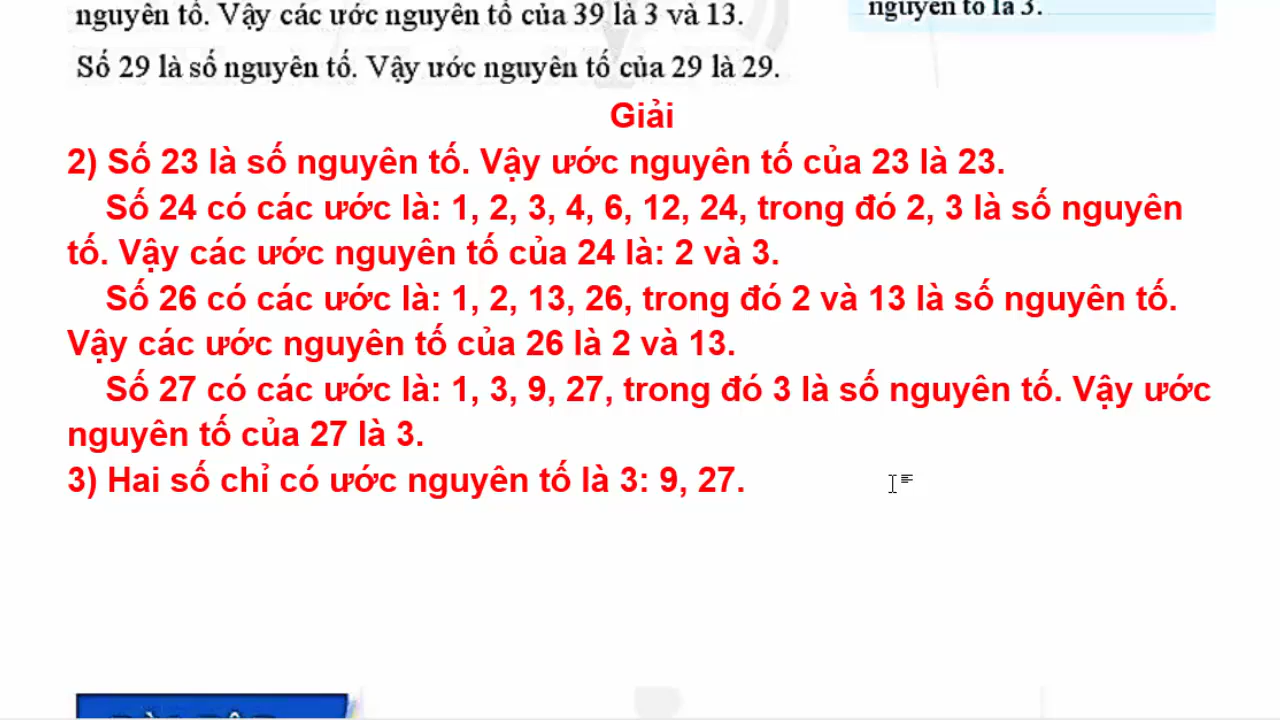 nguyên tố. Vậy các ước nguyên tố của 39 là 3 và 13.
nguyên tố là 3.
Số 29 là số nguyên tố. Vậy ước nguyên tố của 29 là 29.
Giải
2) Số 23 là số nguyên tố. Vậy ước nguyên tố của 23 là 23.
Số 24 có các ước là: 1, 2, 3, 4, 6, 12, 24, trong đó 2, 3 là số nguyên
tố. Vậy các ước nguyên tố của 24 là: 2 và 3.
Số 26 có các ước là: 1, 2, 13, 26, trong đó 2 và 13 là số nguyên tố.
Vậy các ước nguyên tố của 26 là 2 và 13.
Số 27 có các ước là: 1, 3, 9, 27, trong đó 3 là số nguyên tố. Vậy ước
nguyên tố của 27 là 3.
3) Hai số chỉ có ước nguyên tố là 3: 9, 27.